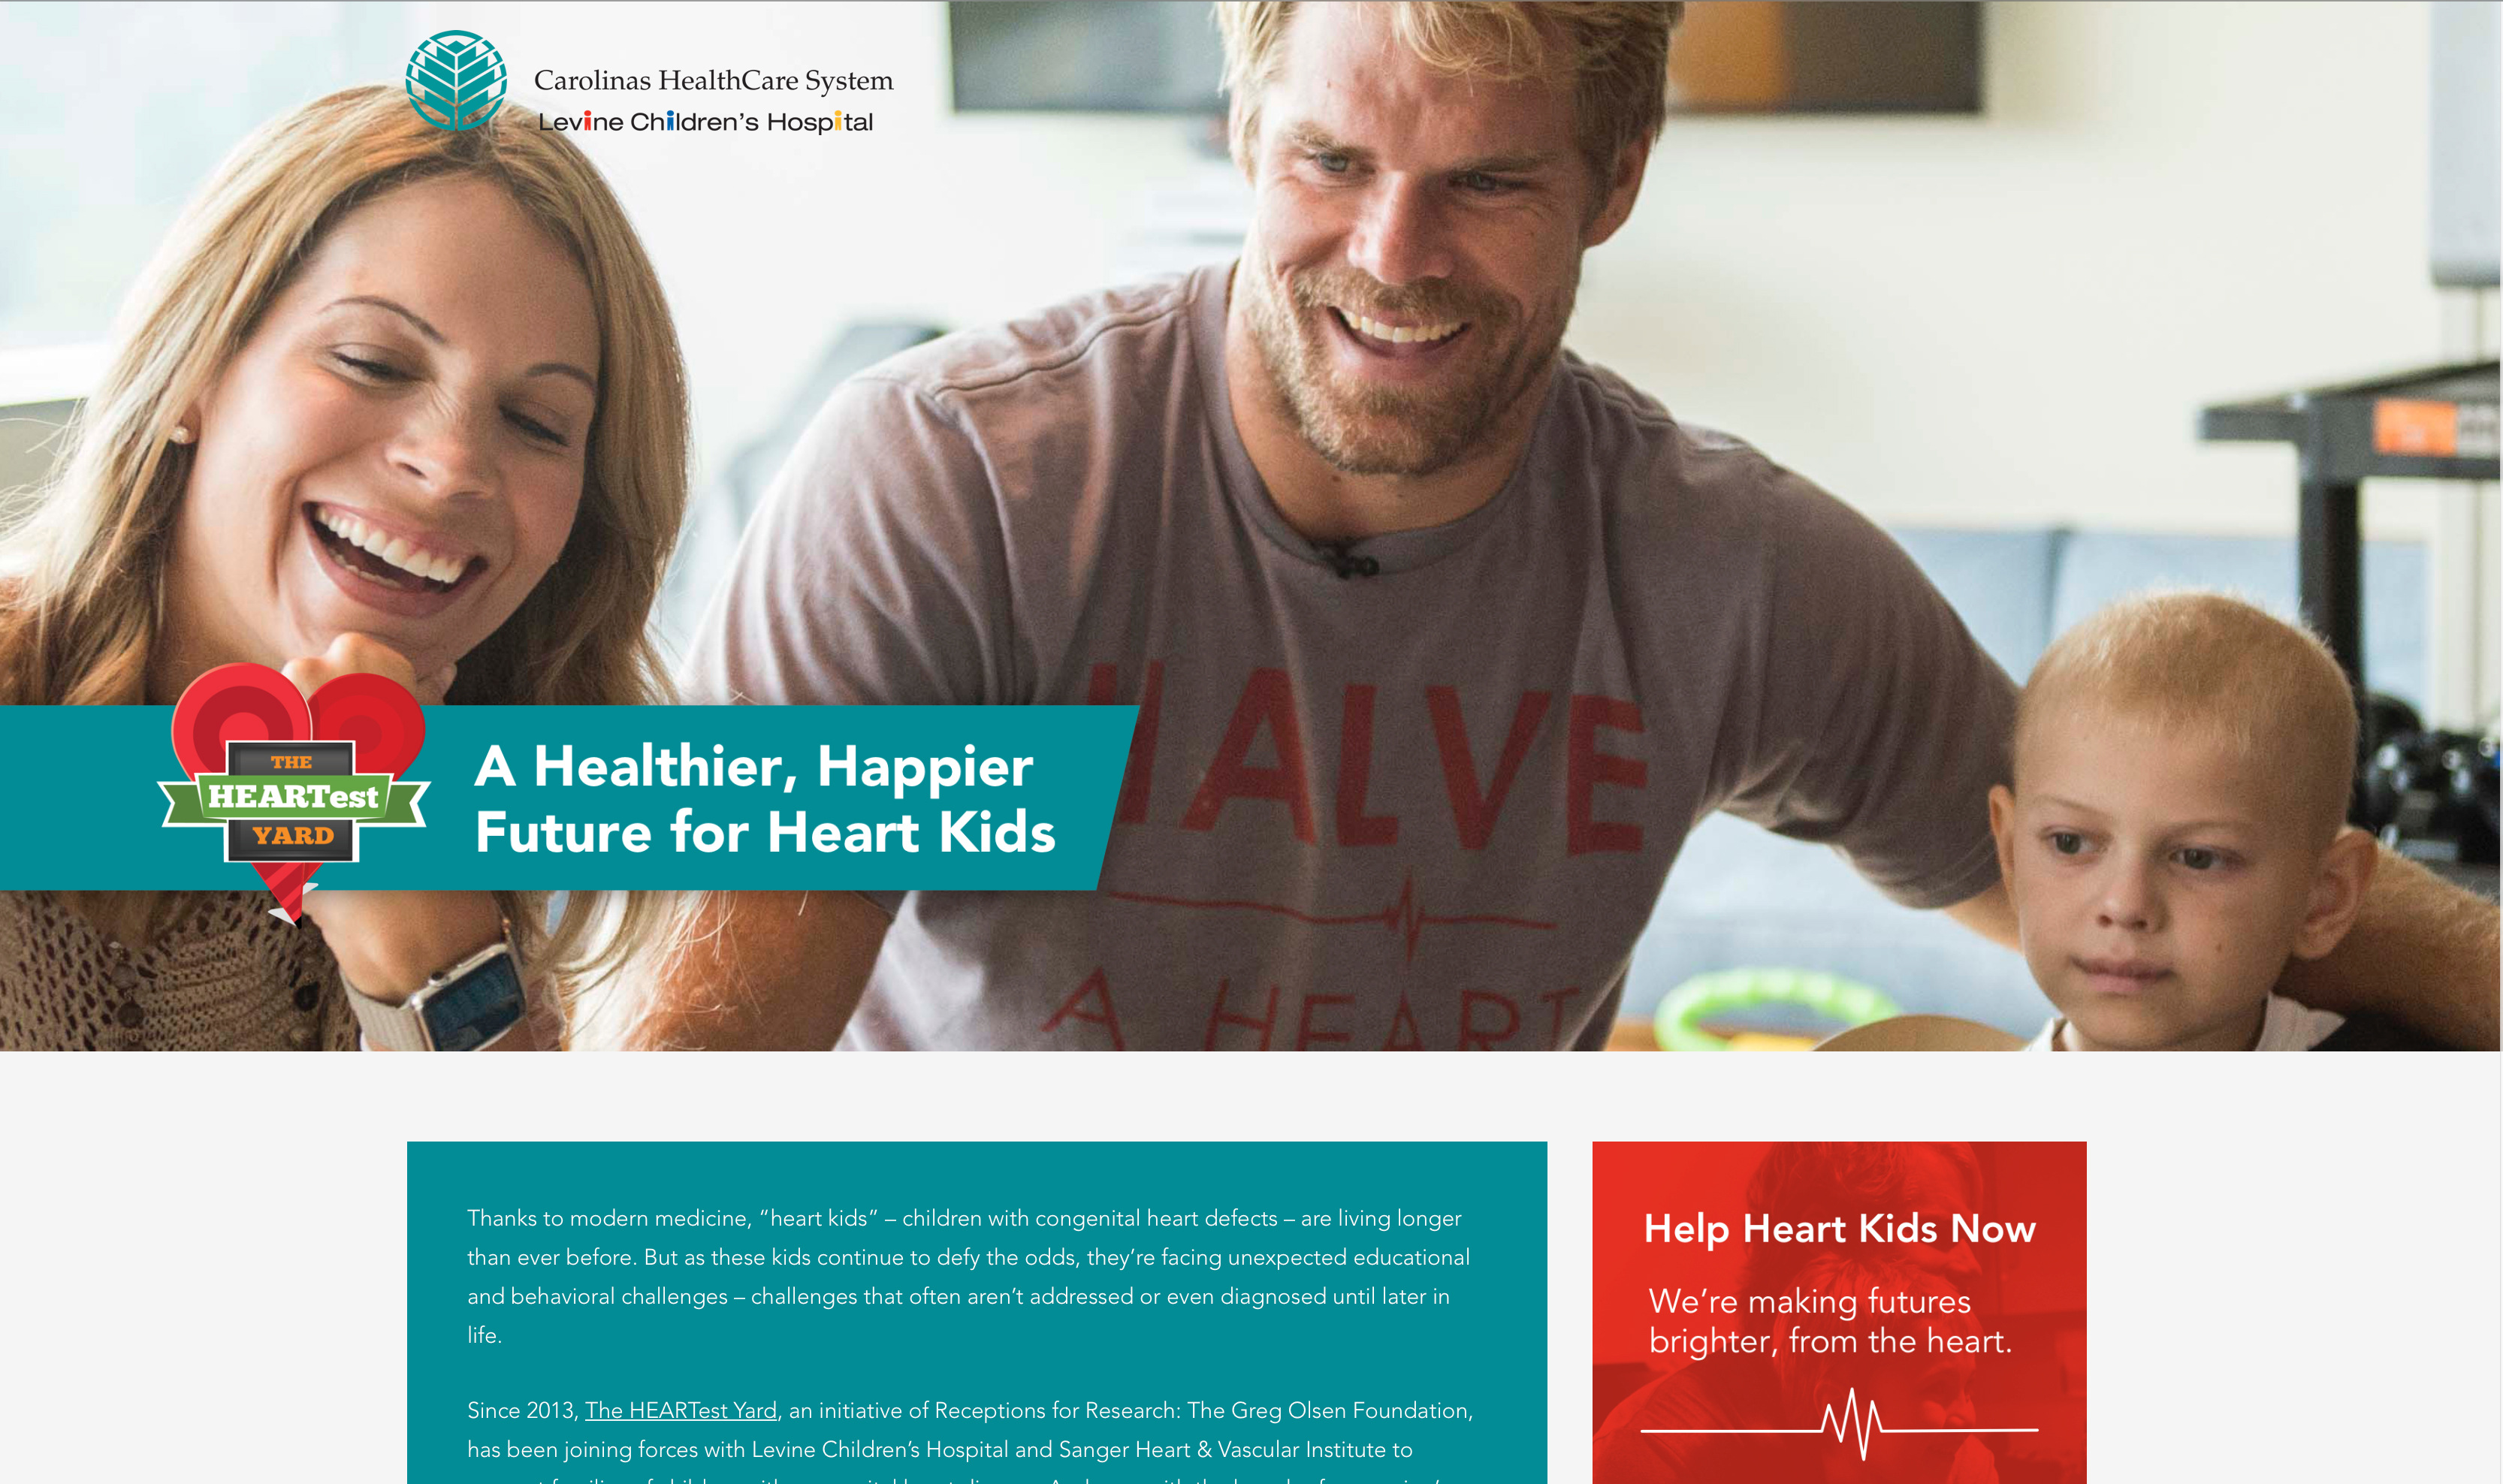 Carolinas HealthCare System
Levine Children's Hospital
HALVE
A HEART
THE
HEARTest
YARD
A Healthier, Happier
Future for Heart Kids
Thanks to modern medicine, “heart kids” – children with congenital heart defects – are living longer
than ever before. But as these kids continue to defy the odds, they’re facing unexpected educational
and behavioral challenges – challenges that often aren’t addressed or even diagnosed until later in
life.
Since 2013, The HEARTest Yard, an initiative of Receptions for Research: The Greg Olsen Foundation,
has been joining forces with Levine Children’s Hospital and Sanger Heart & Vascular Institute to
Help Heart Kids Now
We’re making futures
brighter, from the heart.